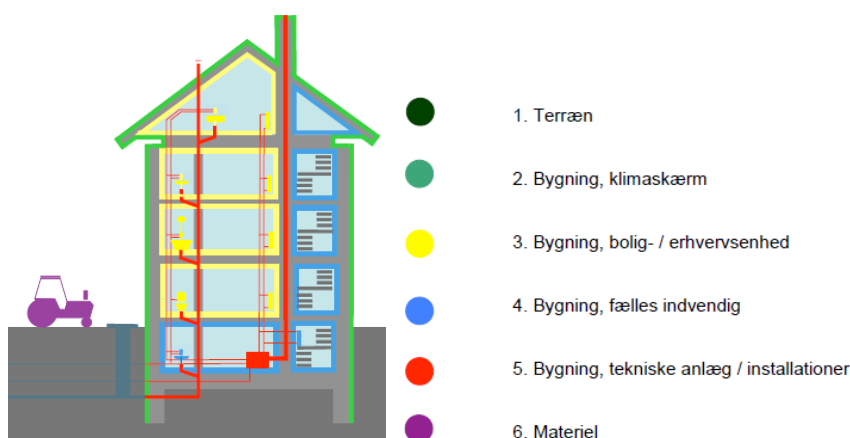 1. Terræn
2. Bygning, klimaskærm
3. Bygning, bolig- / erhvervsenhed
4. Bygning, fælles indvendig
5. Bygning, tekniske anlæg / installationer
6. Materiel